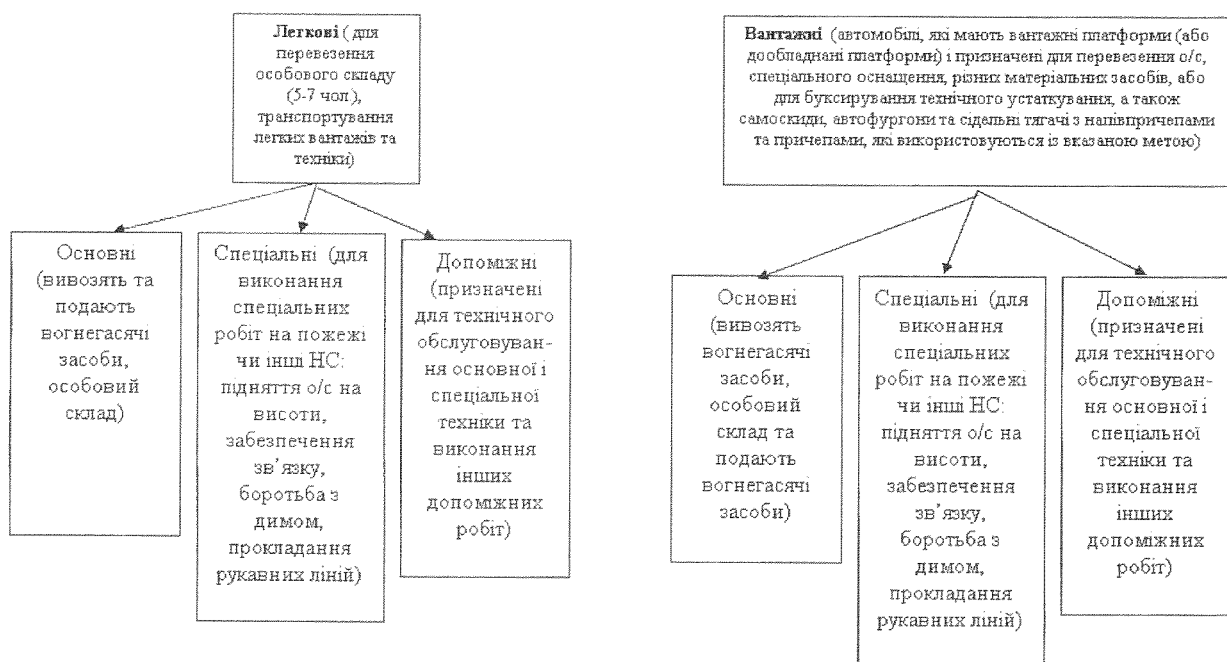 Легкові ( для
перевезення
особового складу
(5-7 чол.),
транспортування
легких вантажів та
техніки)
Основні
(вивозять та
подають
вогнегасячі
засоби,
особовий
склад)
Спеціальні (для
виконання
спеціальних
робіт на пожежі
чи інші НС:
підняття о/с на
висоти,
забезпечення
зв’язку,
боротьба з
димом,
прокладання
рукавних ліній)
Допоміжні
(призначені
для технічного
обслуговуван-
ня основної і
спеціальної
техніки та
виконання
інших
допоміжних
робіт)
Вантажні (автомобілі, які мають вантажні платформи (або
дообладнані платформи) і призначені для перевезення о/с,
спеціального оснащення, різних матеріальних засобів, або
для буксирування технічного устаткування, а також
самоскиди, автофургони та сідельні тягачі з напівпричепами
та причепами, які використовуються із вказаною метою)
Основні
(вивозять
вогнегасячі
засоби,
особовий
склад та
подають
вогнегасячі
засоби)
Спеціальні (для
виконання
спеціальних
робіт на пожежі
чи інші НС:
підняття о/с на
висоти,
забезпечення
зв’язку,
боротьба з
димом,
прокладання
рукавних ліній)
Допоміжні
(призначені
для технічного
обслуговуван-
ня основної і
спеціальної
техніки та
виконання
інших
допоміжних
робіт)